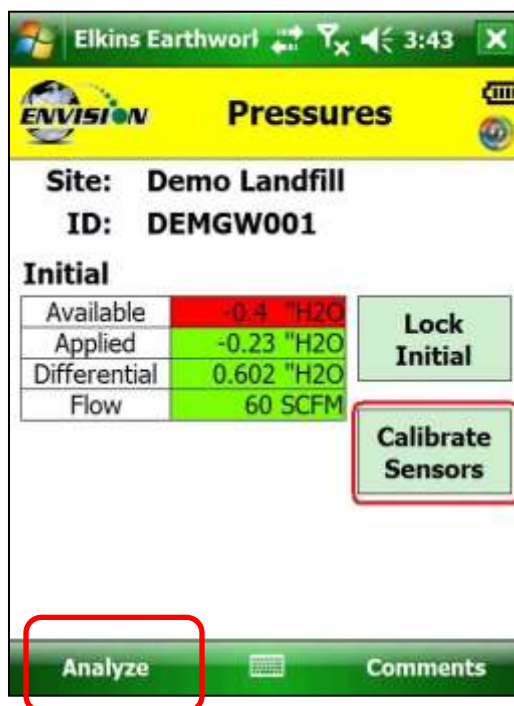 Elkins Earthworl 3:43
ENVISION Pressures
Site: Demo Landfill
ID: DEMGW001
Initial
Available -0.4 "H2O
Applied -0.23 "H2O
Differential 0.602 "H2O
Flow 60 SCFM
Lock
Initial
Calibrate
Sensors
Analyze Comments